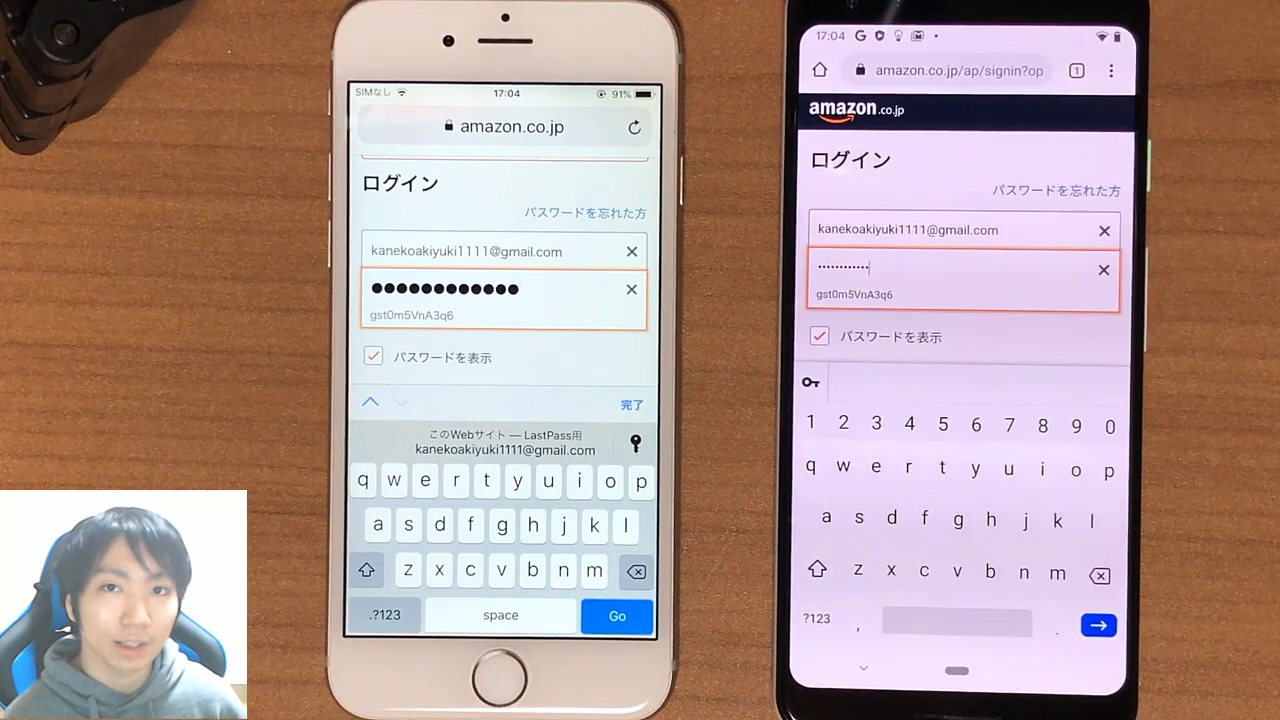 SIMなし 17:04 91%
amazon.co.jp
ログイン
パスワードを忘れた方
kanekoakiyuki1111@gmail.com
gst0m5VnA3q6
パスワードを表示
完了
このWebサイト — LastPass用
kanekoakiyuki1111@gmail.com
q w e r t y u i o p
a s d f g h j k l
z x c v b n m
.?123 space Go
17:04 G
amazon.co.jp/ap/signin?op 1
amazon.co.jp
ログイン
パスワードを忘れた方
kanekoakiyuki1111@gmail.com
gst0m5VnA3q6
パスワードを表示
1 2 3 4 5 6 7 8 9 0
q w e r t y u i o p
a s d f g h j k l
z x c v b n m
?123 , .